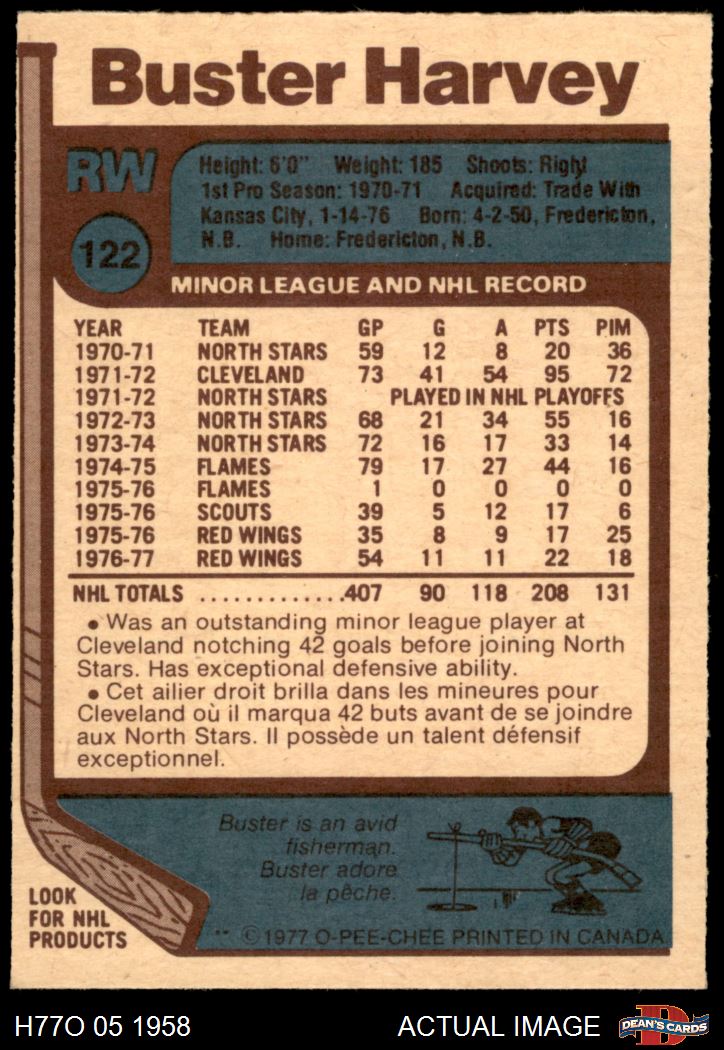 Buster Harvey
RW
Height: 6'0" Weight: 185 Shoots: Right
1st Pro Season: 1970-71 Acquired: Trade With
Kansas City, 1-14-76 Born: 4-2-50, Fredericton,
N.B. Home: Fredericton, N.B.
122
MINOR LEAGUE AND NHL RECORD
YEAR TEAM GP G A PTS PIM
1970-71 NORTH STARS 59 12 8 20 36
1971-72 CLEVELAND 73 41 54 95 72
1971-72 NORTH STARS PLAYED IN NHL PLAYOFFS
1972-73 NORTH STARS 68 21 34 55 16
1973-74 NORTH STARS 72 16 17 33 14
1974-75 FLAMES 79 17 27 44 16
1975-76 FLAMES 1 0 0 0 0
1975-76 SCOUTS 39 5 12 17 6
1975-76 RED WINGS 35 8 9 17 25
1976-77 RED WINGS 54 11 11 22 18
NHL TOTALS .............407 90 118 208 131
• Was an outstanding minor league player at
Cleveland notching 42 goals before joining North
Stars. Has exceptional defensive ability.
• Cet ailier droit brilla dans les mineures pour
Cleveland où il marqua 42 buts avant de se joindre
aux North Stars. Il possède un talent défensif
exceptionnel.
Buster is an avid
fisherman.
Buster adore
la pêche.
LOOK
FOR NHL
PRODUCTS
** © 1977 O-PEE-CHEE PRINTED IN CANADA
H77O 05 1958 ACTUAL IMAGE
D
DEAN'S CARDS